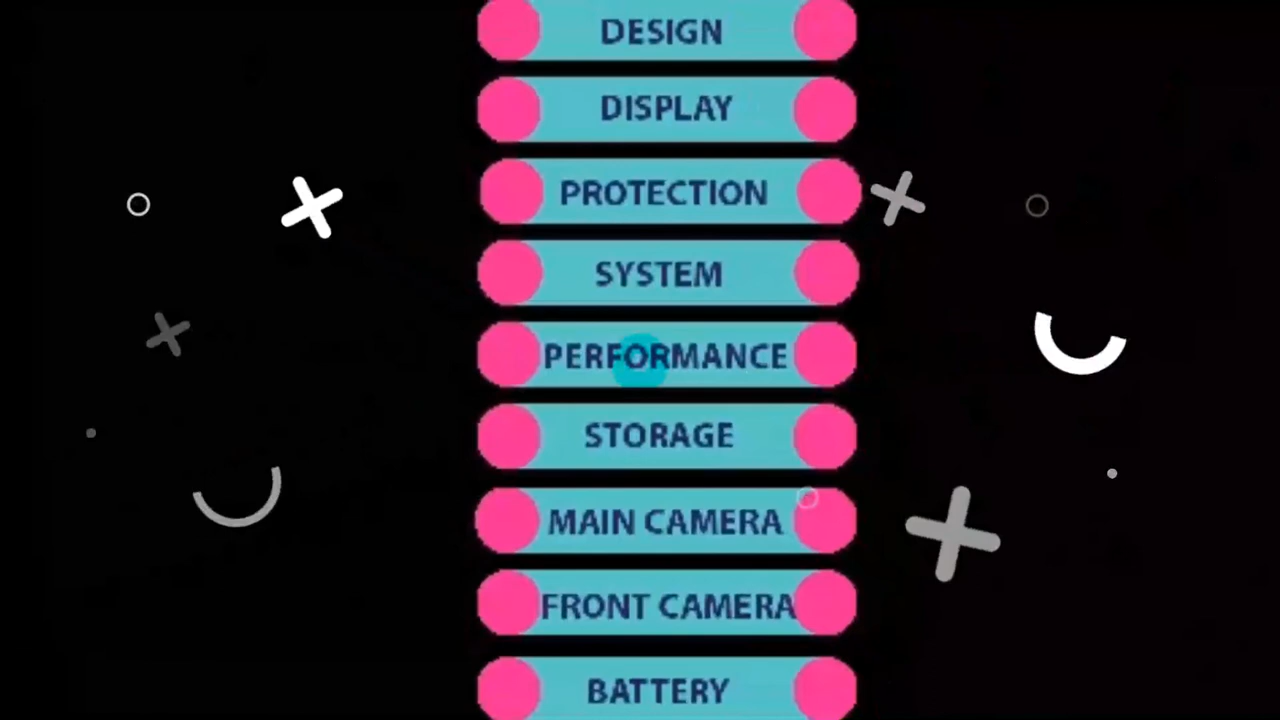 DESIGN
DISPLAY
PROTECTION
SYSTEM
PERFORMANCE
STORAGE
MAIN CAMERA
FRONT CAMERA
BATTERY